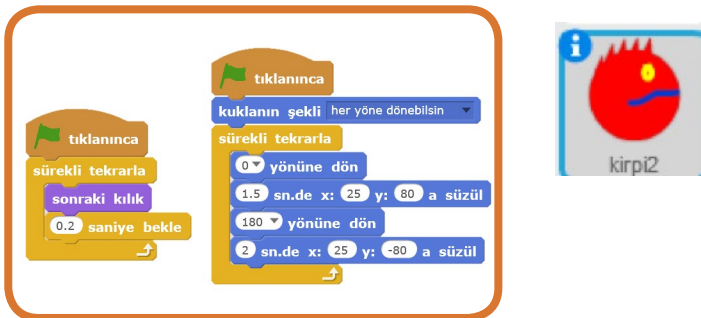 tıklanınca
sürekli tekrarla
sonraki kılık
0.2 saniye bekle
tıklanınca
kuklanın şekli her yöne dönebilsin
sürekli tekrarla
0 yönüne dön
1.5 sn.de x: 25 y: 80 a süzül
180 yönüne dön
2 sn.de x: 25 y: -80 a süzül
i
kirpi2